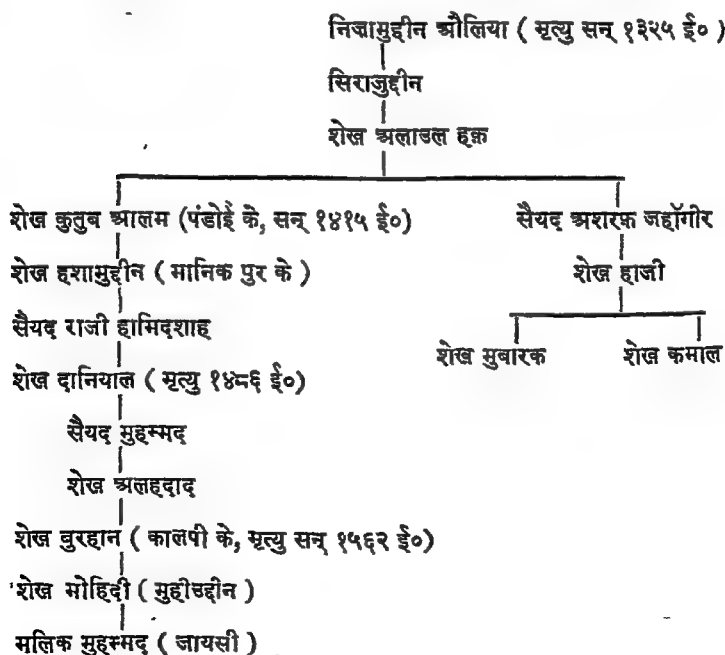 निजामुद्दीन औलिया ( मृत्यु सन् १३२५ ई० )
सिराजुद्दीन
शेख अलाउल हक़
शेख कुतुब आलम (पंडोई के, सन् १४१५ ई०)
सैयद अशरफ़ जहाँगीर
शेख हशामुद्दीन ( मानिक पुर के )
शेख हाजी
सैयद राजी हामिदशाह
शेख मुबारक
शेख कमाल
शेख दानियाल ( मृत्यु १४८६ ई०)
सैयद मुहम्मद
शेख अलहदाद
शेख बुरहान ( कालपी के, मृत्यु सन् १५६२ ई०)
शेख मोहिदी ( मुहीउद्दीन )
मलिक मुहम्मद ( जायसी )